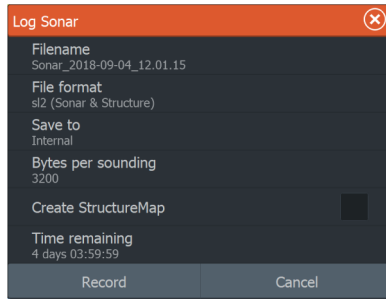 Log Sonar
Filename
Sonar_2018-09-04_12.01.15
File format
sl2 (Sonar & Structure)
Save to
Internal
Bytes per sounding
3200
Create StructureMap
Time remaining
4 days 03:59:59
Record Cancel